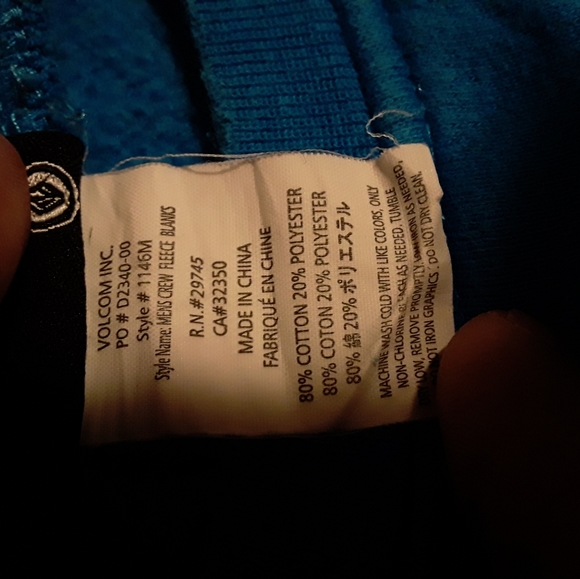 VOLCOM INC.
PO # D2340-00
Style # 1146M
Style Name: MENS CREW FLEECE BLANKS
R.N.#29745
CA#32350
MADE IN CHINA
FABRIQUÉ EN CHINE
80% COTTON 20% POLYESTER
80% COTON 20% POLYESTER
80% 綿 20% ポリエステル
MACHINE WASH COLD WITH LIKE COLORS, ONLY
NON-CHLORINE BLEACH AS NEEDED. TUMBLE
LOW, REMOVE PROMPTLY. IRON AS NEEDED,
NOT IRON GRAPHICS. DO NOT DRY CLEAN.